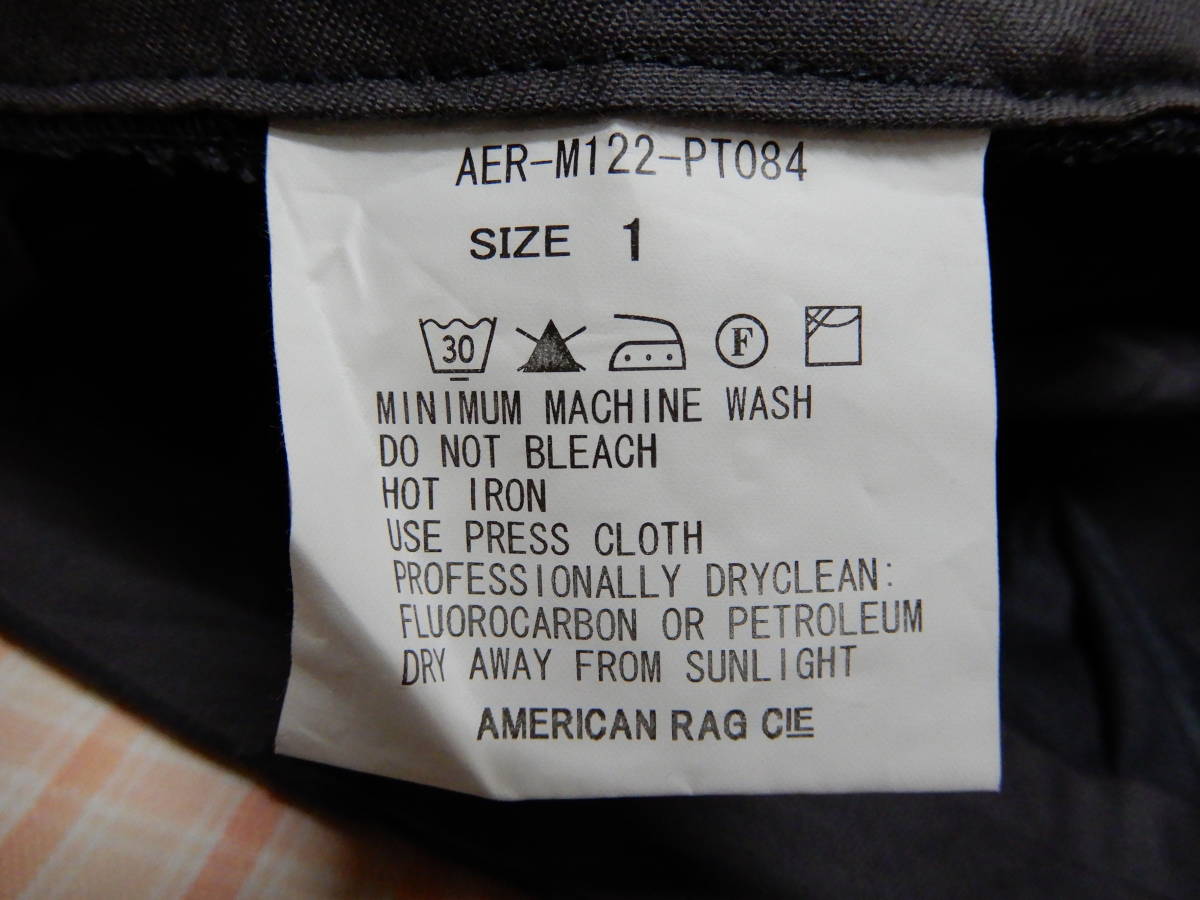 AER-M122-PT084
SIZE 1
30 F
MINIMUM MACHINE WASH
DO NOT BLEACH
HOT IRON
USE PRESS CLOTH
PROFESSIONALLY DRYCLEAN:
FLUOROCARBON OR PETROLEUM
DRY AWAY FROM SUNLIGHT
AMERICAN RAG CIE